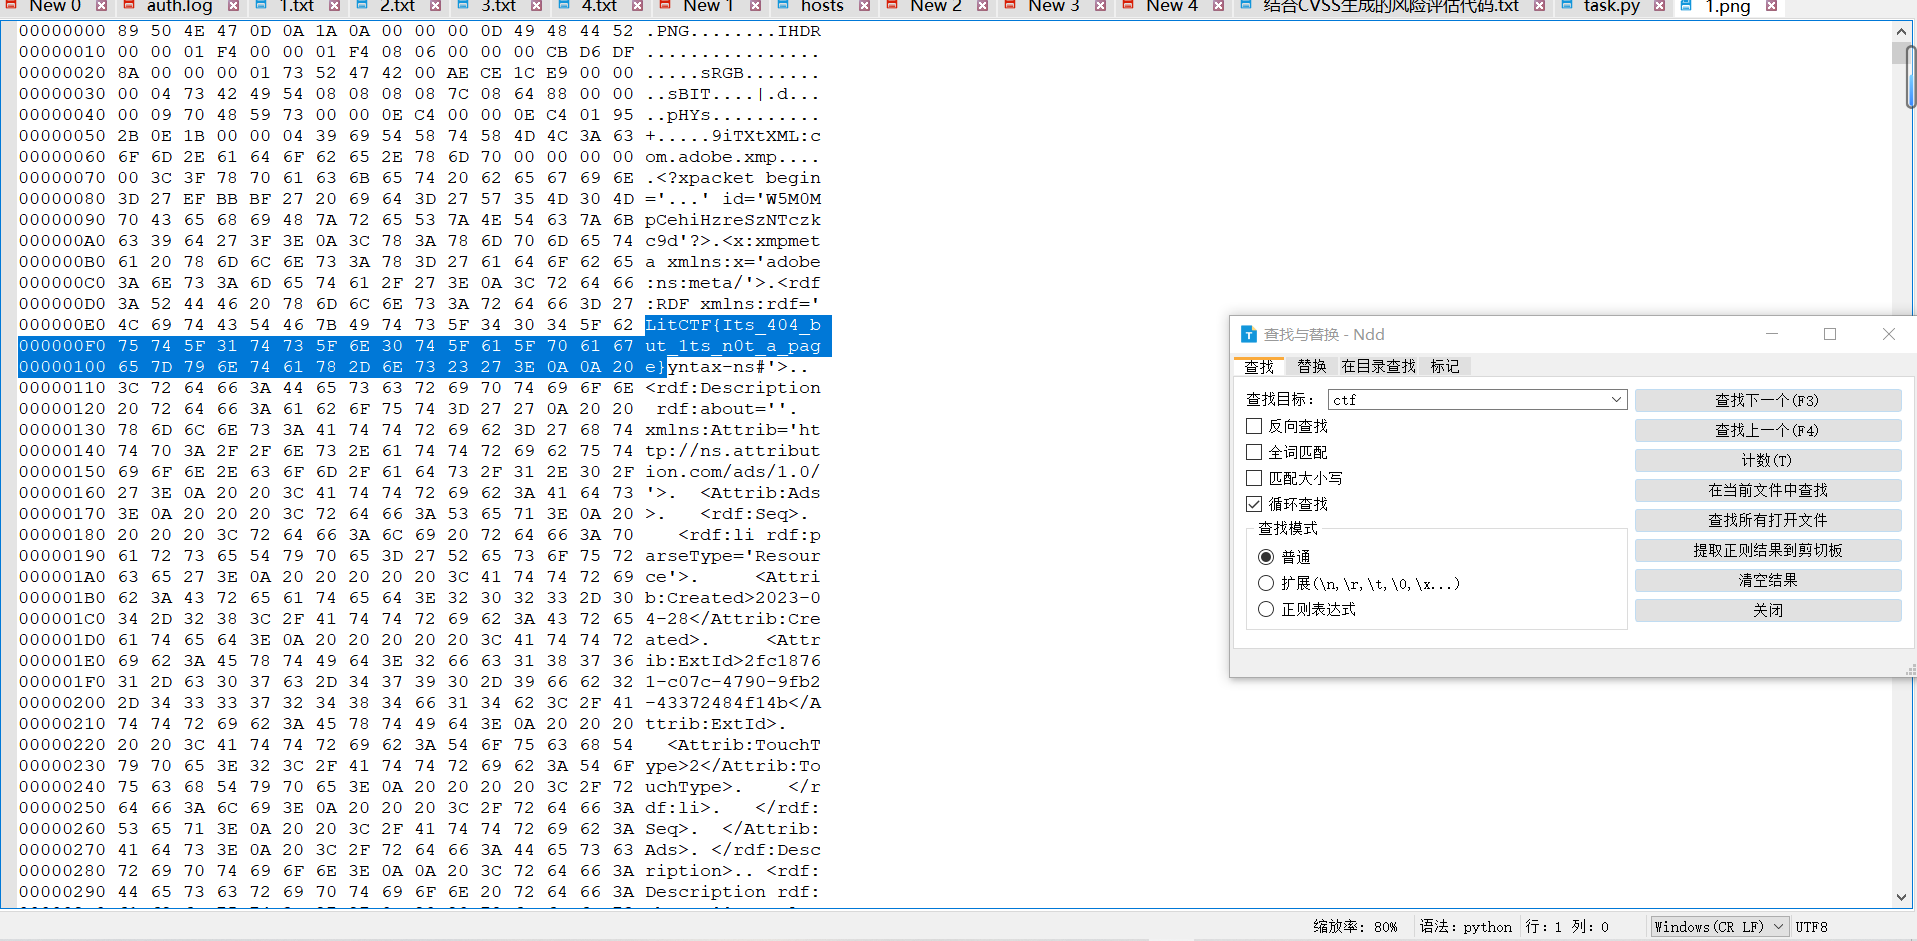 New 0 auth.log 1.txt 2.txt 3.txt 4.txt New 1 hosts New 2 New 3 New 4 结合CVSS生成的风险评估代码.txt task.py 1.png
00000000 89 50 4E 47 0D 0A 1A 0A 00 00 00 0D 49 48 44 52 .PNG........IHDR
00000010 00 00 01 F4 00 00 01 F4 08 06 00 00 00 CB D6 DF ................
00000020 8A 00 00 00 01 73 52 47 42 00 AE CE 1C E9 00 00 .....sRGB.......
00000030 00 04 73 42 49 54 08 08 08 08 7C 08 64 88 00 00 ..sBIT....|.d...
00000040 00 09 70 48 59 73 00 00 0E C4 00 00 0E C4 01 95 ..pHYs..........
00000050 2B 0E 1B 00 00 04 39 69 54 58 74 58 4D 4C 3A 63 +.....9iTXtXML:c
00000060 6F 6D 2E 61 64 6F 62 65 2E 78 6D 70 00 00 00 00 om.adobe.xmp....
00000070 00 3C 3F 78 70 61 63 6B 65 74 20 62 65 67 69 6E .<?xpacket begin
00000080 3D 27 EF BB BF 27 20 69 64 3D 27 57 35 4D 30 4D ='...' id='W5M0M
00000090 70 43 65 68 69 48 7A 72 65 53 7A 4E 54 63 7A 6B pCehiHzreSzNTczk
000000A0 63 39 64 27 3F 3E 0A 3C 78 3A 78 6D 70 6D 65 74 c9d'?>.<x:xmpmet
000000B0 61 20 78 6D 6C 6E 73 3A 78 3D 27 61 64 6F 62 65 a xmlns:x='adobe
000000C0 3A 6E 73 3A 6D 65 74 61 2F 27 3E 0A 3C 72 64 66 :ns:meta/'>.<rdf
000000D0 3A 52 44 46 20 78 6D 6C 6E 73 3A 72 64 66 3D 27 :RDF xmlns:rdf='
000000E0 4C 69 74 43 54 46 7B 49 74 73 5F 34 30 34 5F 62 LitCTF{Its_404_b
000000F0 75 74 5F 31 74 73 5F 6E 30 74 5F 61 5F 70 61 67 ut_1ts_n0t_a_pag
00000100 65 7D 79 6E 74 61 78 2D 6E 73 23 27 3E 0A 0A 20 e}yntax-ns#'>..
00000110 3C 72 64 66 3A 44 65 73 63 72 69 70 74 69 6F 6E <rdf:Description
00000120 20 72 64 66 3A 61 62 6F 75 74 3D 27 27 0A 20 20 rdf:about=''.
00000130 78 6D 6C 6E 73 3A 41 74 74 72 69 62 3D 27 68 74 xmlns:Attrib='ht
00000140 74 70 3A 2F 2F 6E 73 2E 61 74 74 72 69 62 75 74 tp://ns.attribut
00000150 69 6F 6E 2E 63 6F 6D 2F 61 64 73 2F 31 2E 30 2F ion.com/ads/1.0/
00000160 27 3E 0A 20 20 3C 41 74 74 72 69 62 3A 41 64 73 '>. <Attrib:Ads
00000170 3E 0A 20 20 20 3C 72 64 66 3A 53 65 71 3E 0A 20 >. <rdf:Seq>.
00000180 20 20 20 3C 72 64 66 3A 6C 69 20 72 64 66 3A 70 <rdf:li rdf:p
00000190 61 72 73 65 54 79 70 65 3D 27 52 65 73 6F 75 72 arseType='Resour
000001A0 63 65 27 3E 0A 20 20 20 20 20 3C 41 74 74 72 69 ce'>. <Attri
000001B0 62 3A 43 72 65 61 74 65 64 3E 32 30 32 33 2D 30 b:Created>2023-0
000001C0 34 2D 32 38 3C 2F 41 74 74 72 69 62 3A 43 72 65 4-28</Attrib:Cre
000001D0 61 74 65 64 3E 0A 20 20 20 20 20 3C 41 74 74 72 ated>. <Attr
000001E0 69 62 3A 45 78 74 49 64 3E 32 66 63 31 38 37 36 ib:ExtId>2fc1876
000001F0 31 2D 63 30 37 63 2D 34 37 39 30 2D 39 66 62 32 1-c07c-4790-9fb2
00000200 2D 34 33 33 37 32 34 38 34 66 31 34 62 3C 2F 41 -43372484f14b</A
00000210 74 74 72 69 62 3A 45 78 74 49 64 3E 0A 20 20 20 ttrib:ExtId>.
00000220 20 20 3C 41 74 74 72 69 62 3A 54 6F 75 63 68 54 <Attrib:TouchT
00000230 79 70 65 3E 32 3C 2F 41 74 74 72 69 62 3A 54 6F ype>2</Attrib:To
00000240 75 63 68 54 79 70 65 3E 0A 20 20 20 20 3C 2F 72 uchType>. </r
00000250 64 66 3A 6C 69 3E 0A 20 20 20 3C 2F 72 64 66 3A df:li>. </rdf:
00000260 53 65 71 3E 0A 20 20 3C 2F 41 74 74 72 69 62 3A Seq>. </Attrib:
00000270 41 64 73 3E 0A 20 3C 2F 72 64 66 3A 44 65 73 63 Ads>. </rdf:Desc
00000280 72 69 70 74 69 6F 6E 3E 0A 0A 20 3C 72 64 66 3A ription>.. <rdf:
00000290 44 65 73 63 72 69 70 74 69 6F 6E 20 72 64 66 3A Description rdf:
查找与替换 - Ndd
查找 替换 在目录查找 标记
查找目标： ctf
反向查找
全词匹配
匹配大小写
循环查找
查找模式
普通
扩展(\n,\r,\t,\0,\x...)
正则表达式
查找下一个(F3)
查找上一个(F4)
计数(T)
在当前文件中查找
查找所有打开文件
提取正则结果到剪切板
清空结果
关闭
缩放率: 80% 语法: python 行: 1 列: 0 Windows(CR LF) UTF8